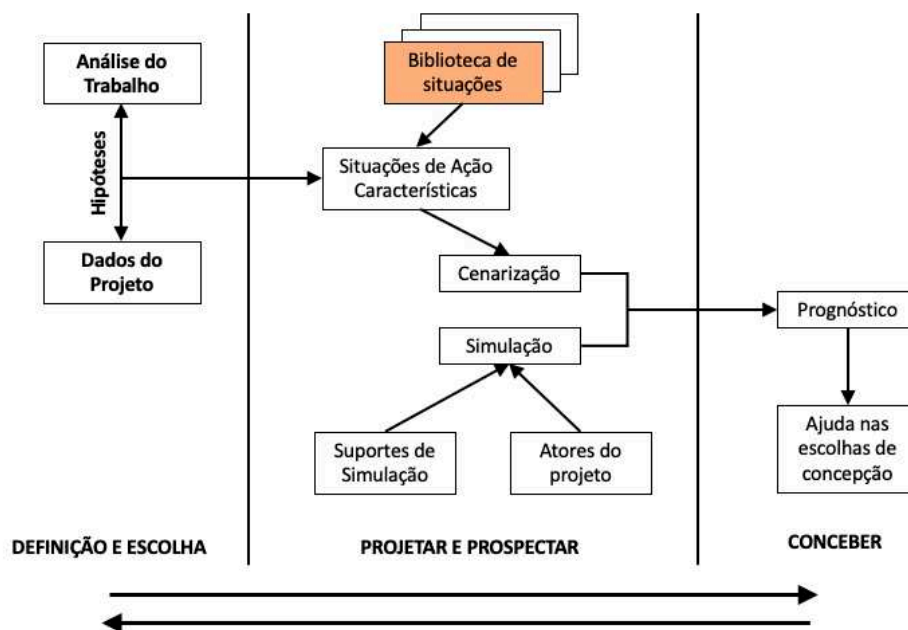 Análise do
Trabalho
Hipóteses
Dados do
Projeto
Biblioteca de
situações
Situações de Ação
Características
Cenarização
Simulação
Suportes de
Simulação
Atores do
projeto
Prognóstico
Ajuda nas
escolhas de
concepção
DEFINIÇÃO E ESCOLHA
PROJETAR E PROSPECTAR
CONCEBER